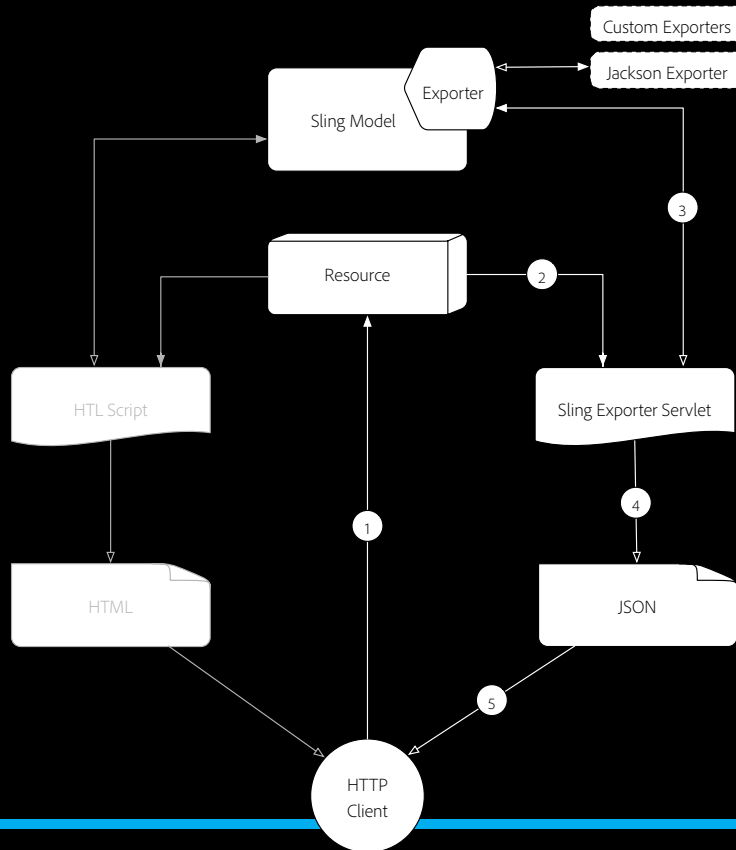 Custom Exporters
Jackson Exporter
Exporter
Sling Model
3
Resource
2
HTL Script
Sling Exporter Servlet
4
1
HTML
JSON
5
HTTP
Client